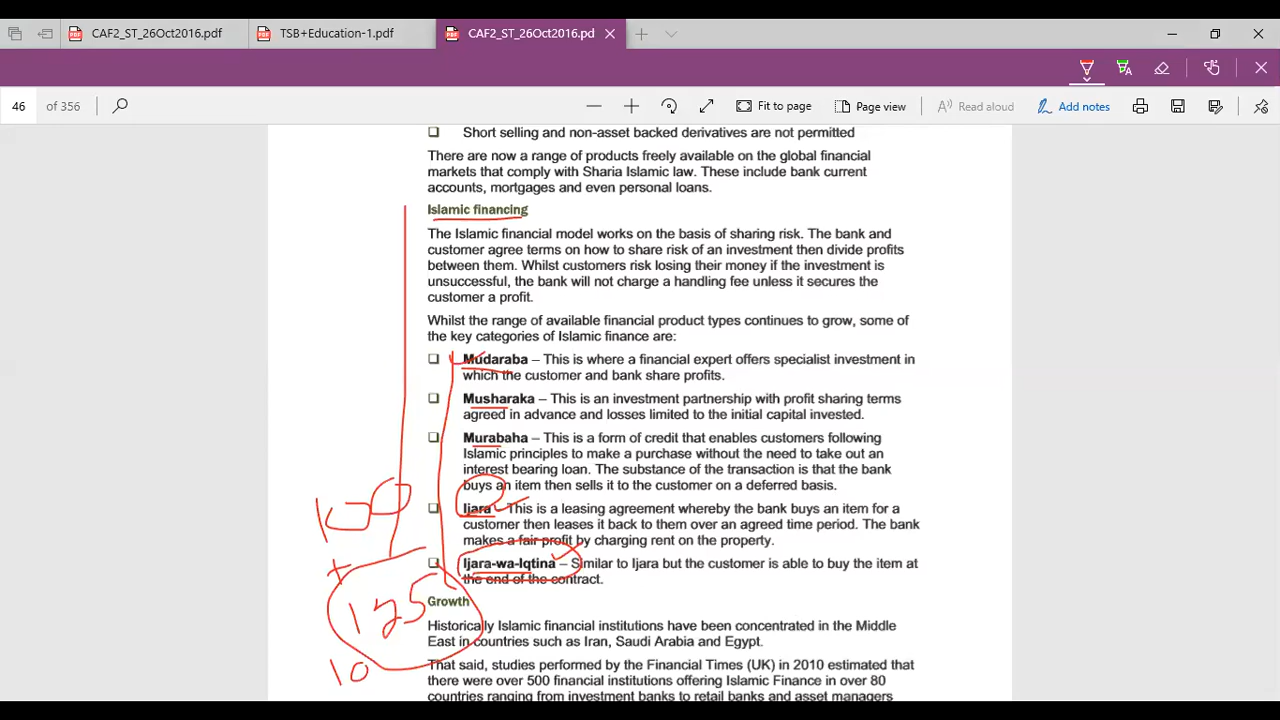 CAF2_ST_26Oct2016.pdf
TSB+Education-1.pdf
CAF2_ST_26Oct2016.pd
46 of 356
Fit to page
Page view
Read aloud
Add notes
Short selling and non-asset backed derivatives are not permitted
There are now a range of products freely available on the global financial
markets that comply with Sharia Islamic law. These include bank current
accounts, mortgages and even personal loans.
Islamic financing
The Islamic financial model works on the basis of sharing risk. The bank and
customer agree terms on how to share risk of an investment then divide profits
between them. Whilst customers risk losing their money if the investment is
unsuccessful, the bank will not charge a handling fee unless it secures the
customer a profit.
Whilst the range of available financial product types continues to grow, some of
the key categories of Islamic finance are:
Mudaraba – This is where a financial expert offers specialist investment in
which the customer and bank share profits.
Musharaka – This is an investment partnership with profit sharing terms
agreed in advance and losses limited to the initial capital invested.
Murabaha – This is a form of credit that enables customers following
Islamic principles to make a purchase without the need to take out an
interest bearing loan. The substance of the transaction is that the bank
buys an item then sells it to the customer on a deferred basis.
Ijara – This is a leasing agreement whereby the bank buys an item for a
customer then leases it back to them over an agreed time period. The bank
makes a fair profit by charging rent on the property.
Ijara-wa-Iqtina – Similar to Ijara but the customer is able to buy the item at
the end of the contract.
100
+
125
10
Growth
Historically Islamic financial institutions have been concentrated in the Middle
East in countries such as Iran, Saudi Arabia and Egypt.
That said, studies performed by the Financial Times (UK) in 2010 estimated that
there were over 500 financial institutions offering Islamic Finance in over 80
countries ranging from investment banks to retail banks and asset managers